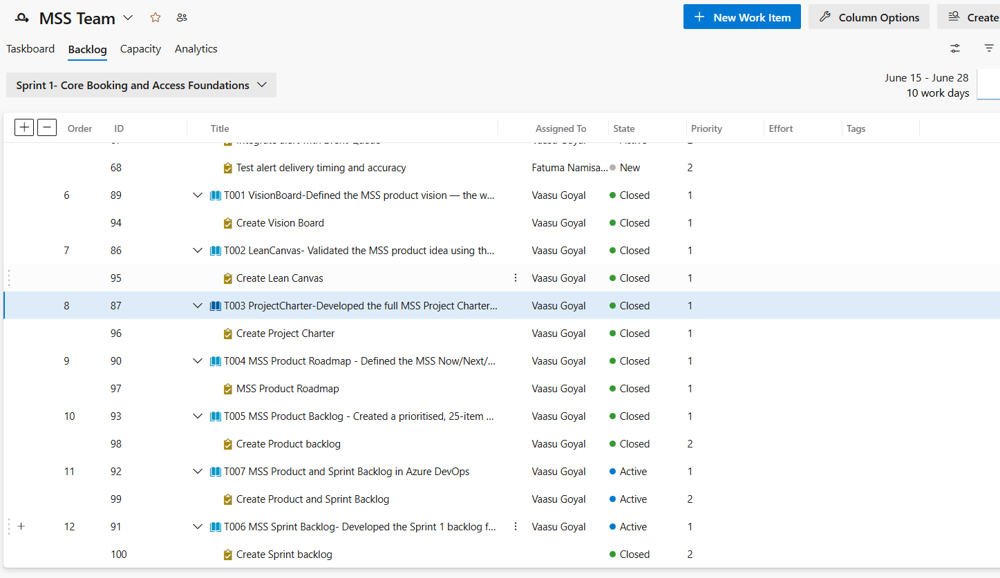 MSS Team
New Work Item Column Options Create
Taskboard Backlog Capacity Analytics
Sprint 1- Core Booking and Access Foundations
June 15 - June 28
10 work days
Order ID Title Assigned To State Priority Effort Tags
68 Test alert delivery timing and accuracy Fatuma Namisa... New 2
6 89 T001 VisionBoard-Defined the MSS product vision — the w... Vaasu Goyal Closed 1
94 Create Vision Board Vaasu Goyal Closed 1
7 86 T002 LeanCanvas- Validated the MSS product idea using th... Vaasu Goyal Closed 1
95 Create Lean Canvas Vaasu Goyal Closed 1
8 87 T003 ProjectCharter-Developed the full MSS Project Charter... Vaasu Goyal Closed 1
96 Create Project Charter Vaasu Goyal Closed 1
9 90 T004 MSS Product Roadmap - Defined the MSS Now/Next/... Vaasu Goyal Closed 1
97 MSS Product Roadmap Vaasu Goyal Closed 1
10 93 T005 MSS Product Backlog - Created a prioritised, 25-item ... Vaasu Goyal Closed 1
98 Create Product backlog Vaasu Goyal Closed 2
11 92 T007 MSS Product and Sprint Backlog in Azure DevOps Vaasu Goyal Active 1
99 Create Product and Sprint Backlog Vaasu Goyal Active 2
12 91 T006 MSS Sprint Backlog- Developed the Sprint 1 backlog f... Vaasu Goyal Active 1
100 Create Sprint backlog Closed 2